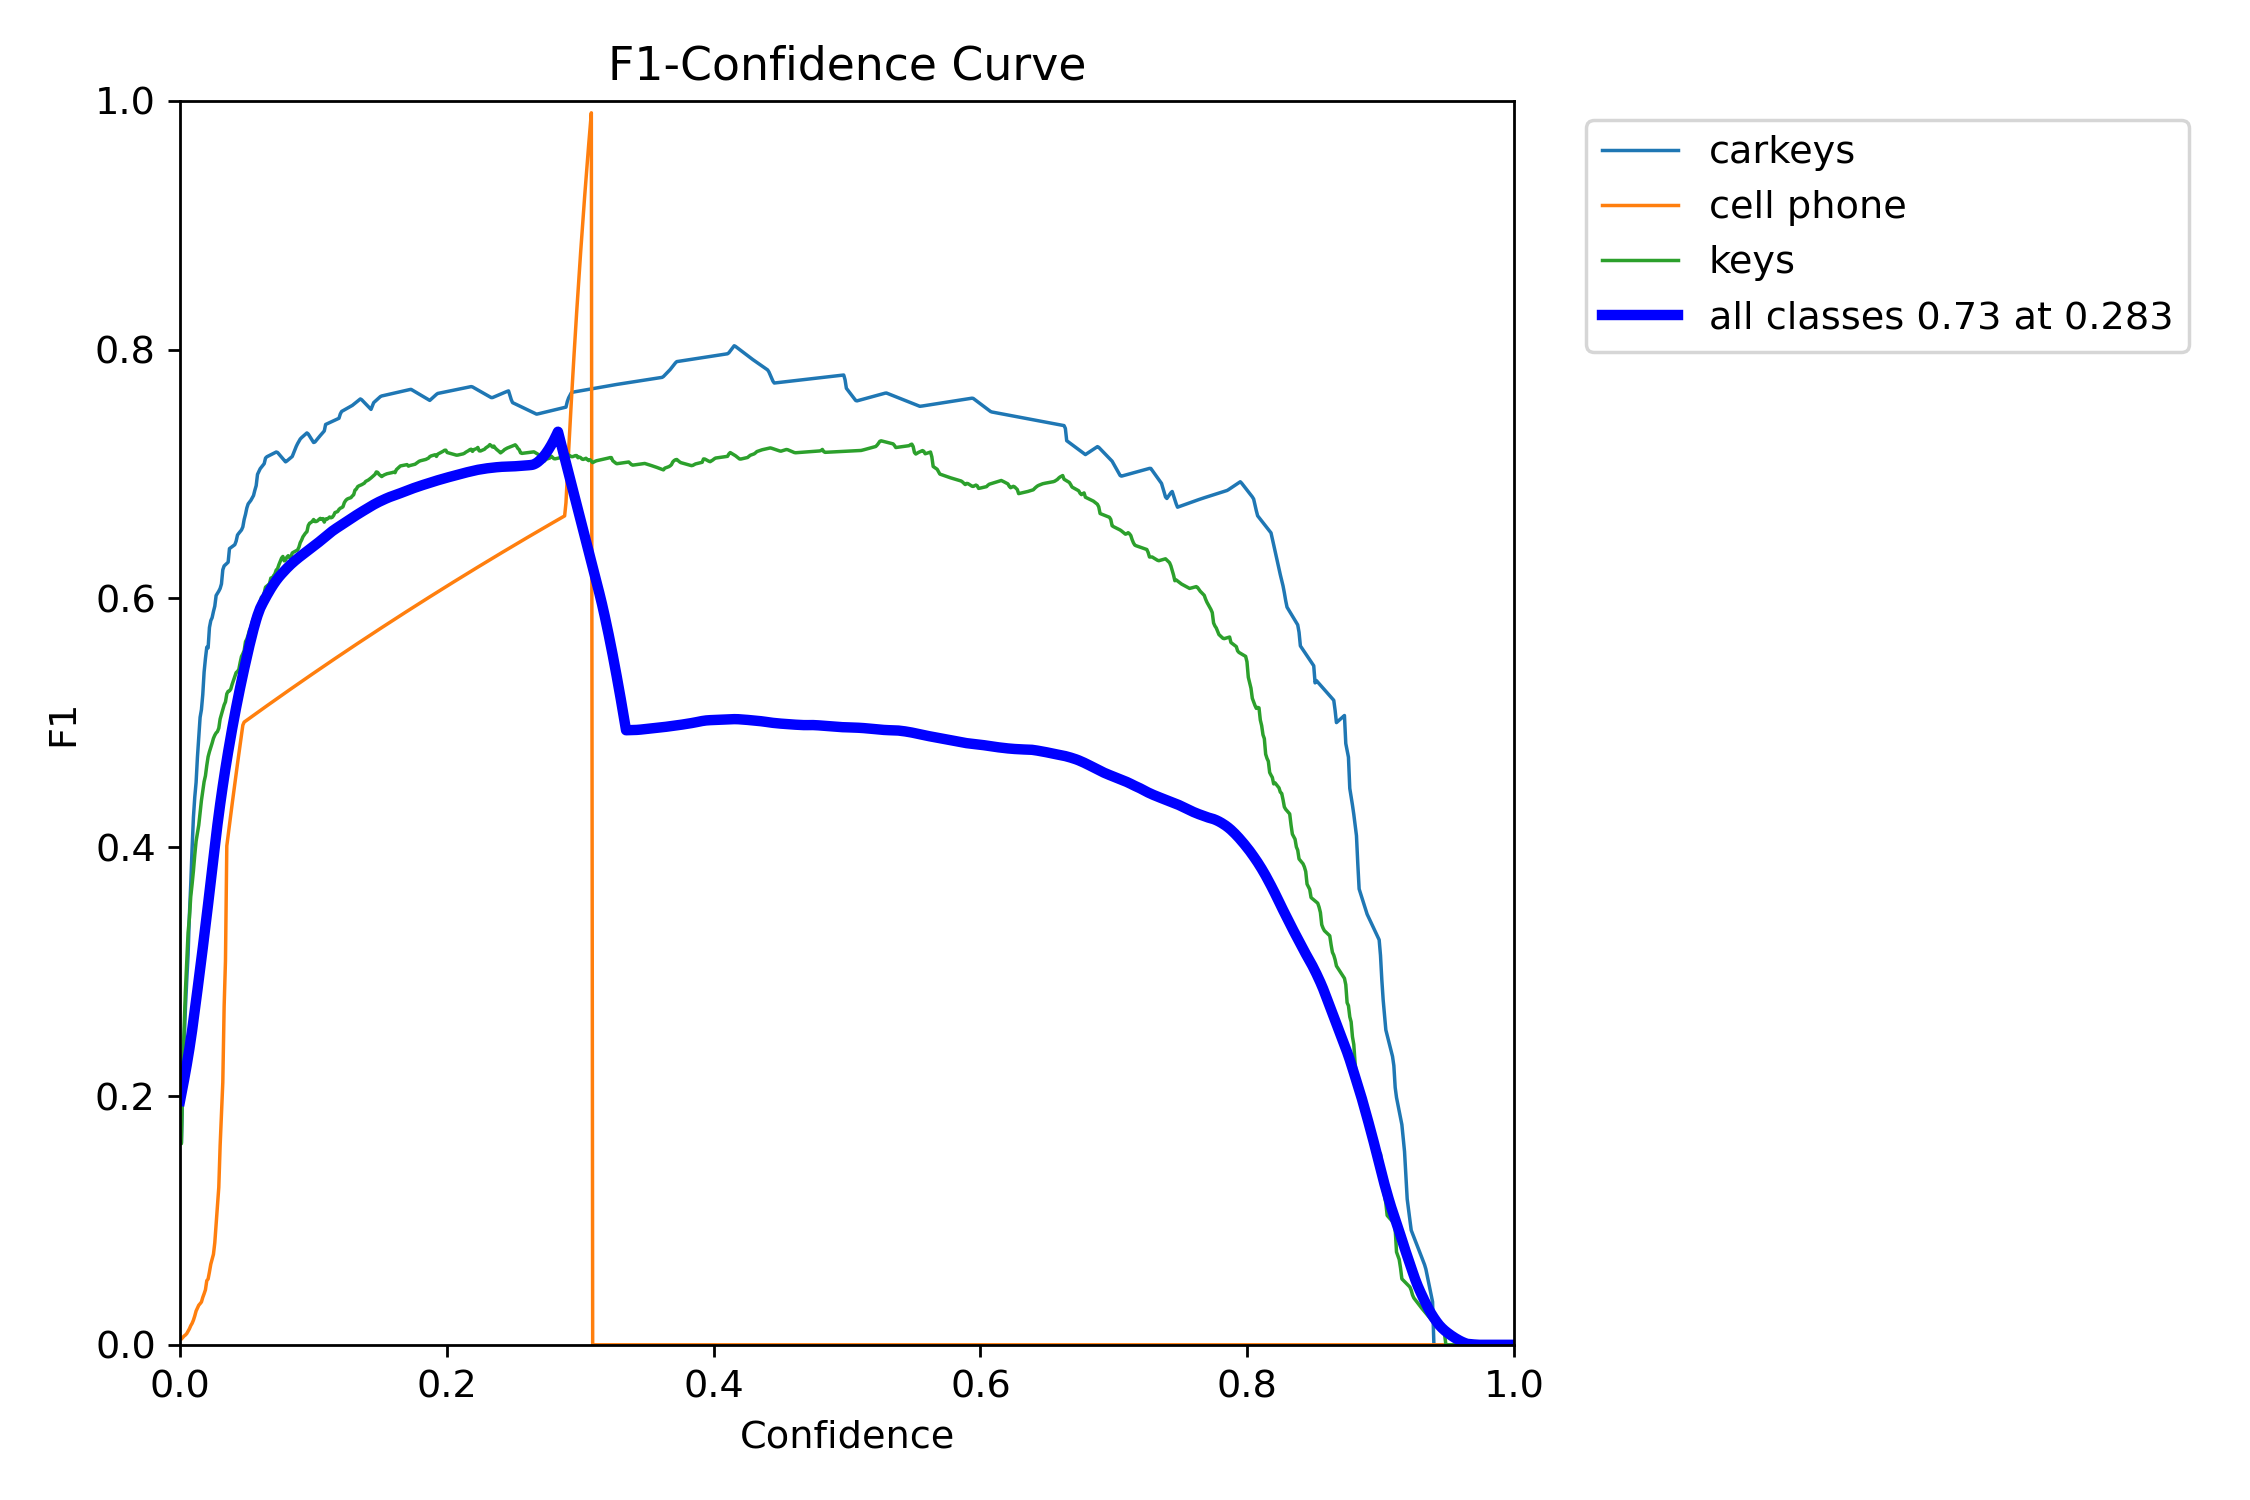 F1-Confidence Curve
1.0
0.8
0.6
0.4
0.2
0.0
F1
0.0 0.2 0.4 0.6 0.8 1.0
Confidence
carkeys
cell phone
keys
all classes 0.73 at 0.283